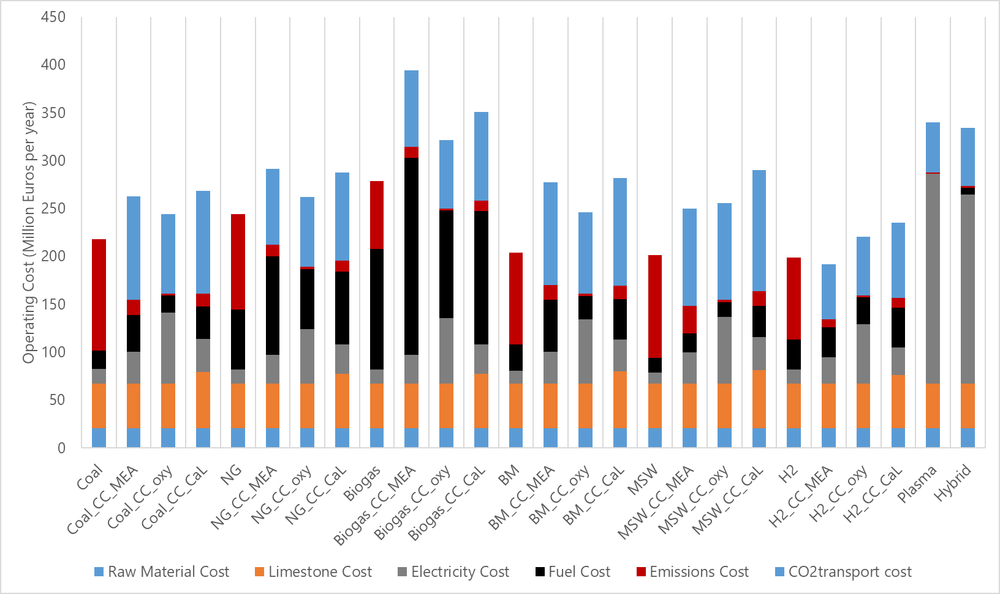 Operating Cost (Million Euros per year)
450
400
350
300
250
200
150
100
50
0
Coal
Coal_CC_MEA
Coal_CC_oxy
Coal_CC_CaL
NG
NG_CC_MEA
NG_CC_oxy
NG_CC_CaL
Biogas
Biogas_CC_MEA
Biogas_CC_oxy
Biogas_CC_CaL
BM
BM_CC_MEA
BM_CC_oxy
BM_CC_CaL
MSW
MSW_CC_MEA
MSW_CC_oxy
MSW_CC_CaL
H2
H2_CC_MEA
H2_CC_oxy
H2_CC_CaL
Plasma
Hybrid
Raw Material Cost
Limestone Cost
Electricity Cost
Fuel Cost
Emissions Cost
CO2transport cost